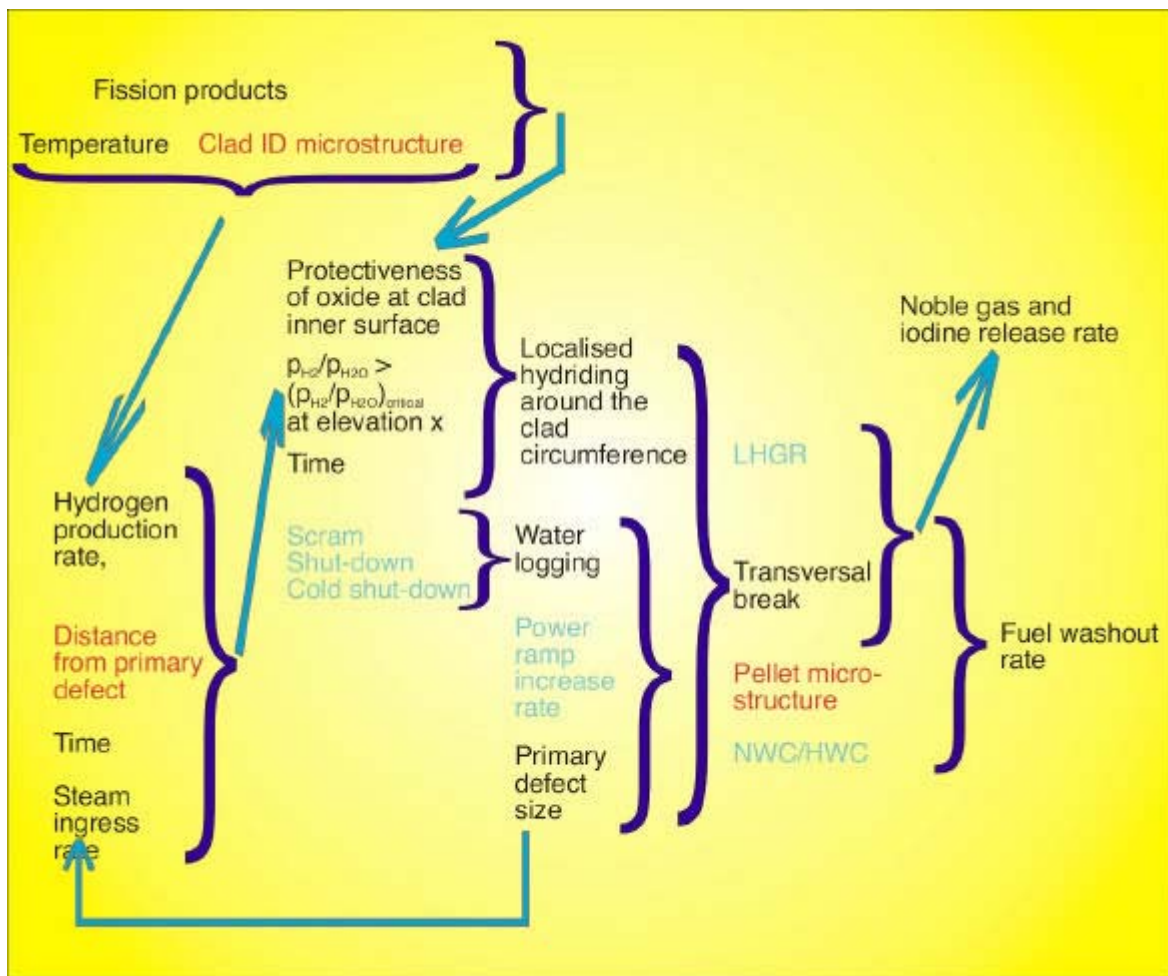 Fission products
Temperature Clad ID microstructure
Protectiveness
of oxide at clad
inner surface
pH2/pH2O >
(pH2/pH2O)critical
at elevation x
Time
Scram
Shut-down
Cold shut-down
Hydrogen
production
rate,
Distance
from primary
defect
Time
Steam
ingress
rate
Localised
hydriding
around the
clad
circumference
Water
logging
Power
ramp
increase
rate
Primary
defect
size
LHGR
Transversal
break
Pellet micro-
structure
NWC/HWC
Noble gas and
iodine release rate
Fuel washout
rate